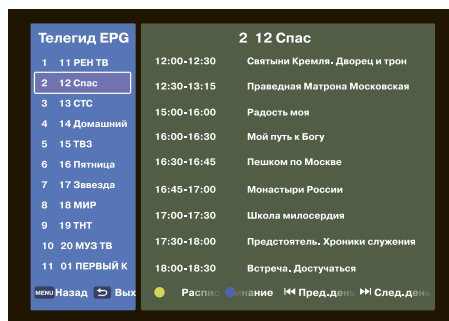 Телегид EPG
1 11 РЕН ТВ
2 12 Спас
3 13 СТС
4 14 Домашний
5 15 ТВ3
6 16 Пятница
7 17 Звезда
8 18 МИР
9 19 ТНТ
10 20 МУЗ ТВ
11 01 ПЕРВЫЙ К
MENU Назад Вых
2 12 Спас
12:00-12:30 Святыни Кремля. Дворец и трон
12:30-13:15 Праведная Матрона Московская
15:00-16:00 Радость моя
16:00-16:30 Мой путь к Богу
16:30-16:45 Пешком по Москве
16:45-17:00 Монастыри России
17:00-17:30 Школа милосердия
17:30-18:00 Предстоятель. Хроники служения
18:00-18:30 Встреча. Достучаться
Распис нание Пред.день След.день